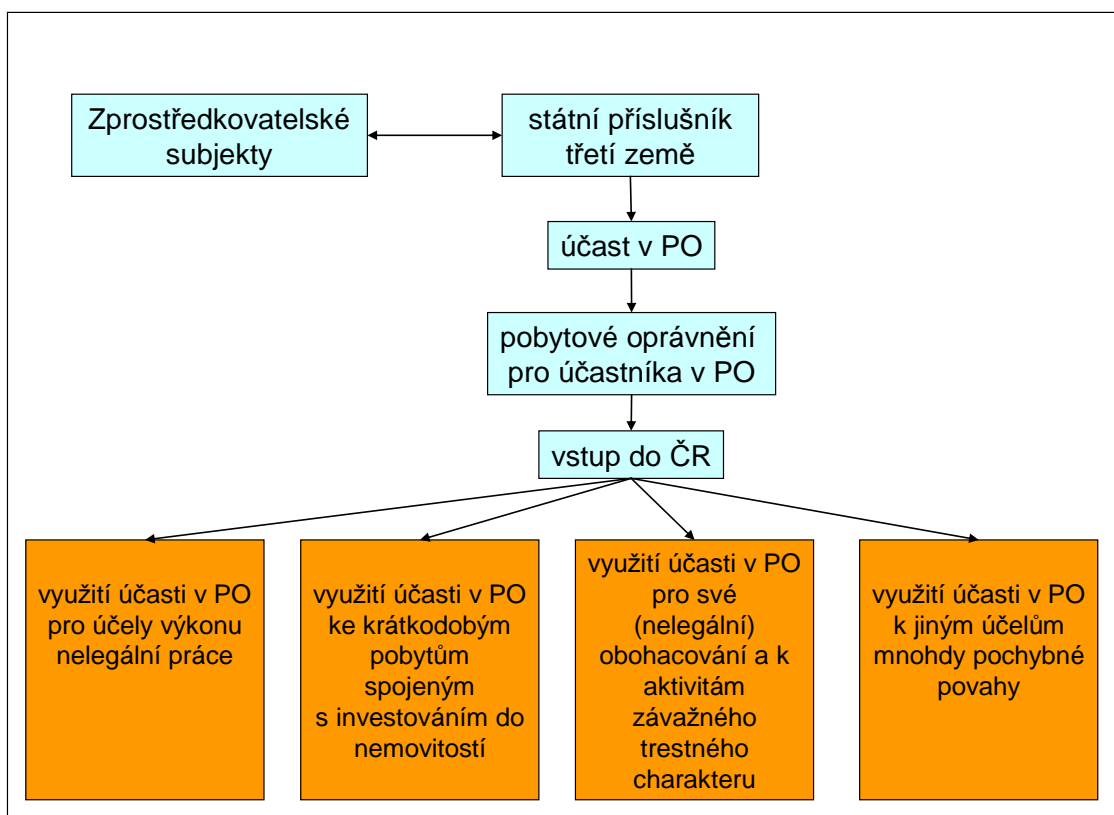 Zprostředkovatelské
subjekty
státní příslušník
třetí země
účast v PO
pobytové oprávnění
pro účastníka v PO
vstup do ČR
využití účasti v PO
pro účely výkonu
nelegální práce
využití účasti v PO
ke krátkodobým
pobytům
spojeným
s investováním do
nemovitostí
využití účasti v PO
pro své
(nelegální)
obohacování a k
aktivitám
závažného
trestného
charakteru
využití účasti v PO
k jiným účelům
mnohdy pochybné
povahy